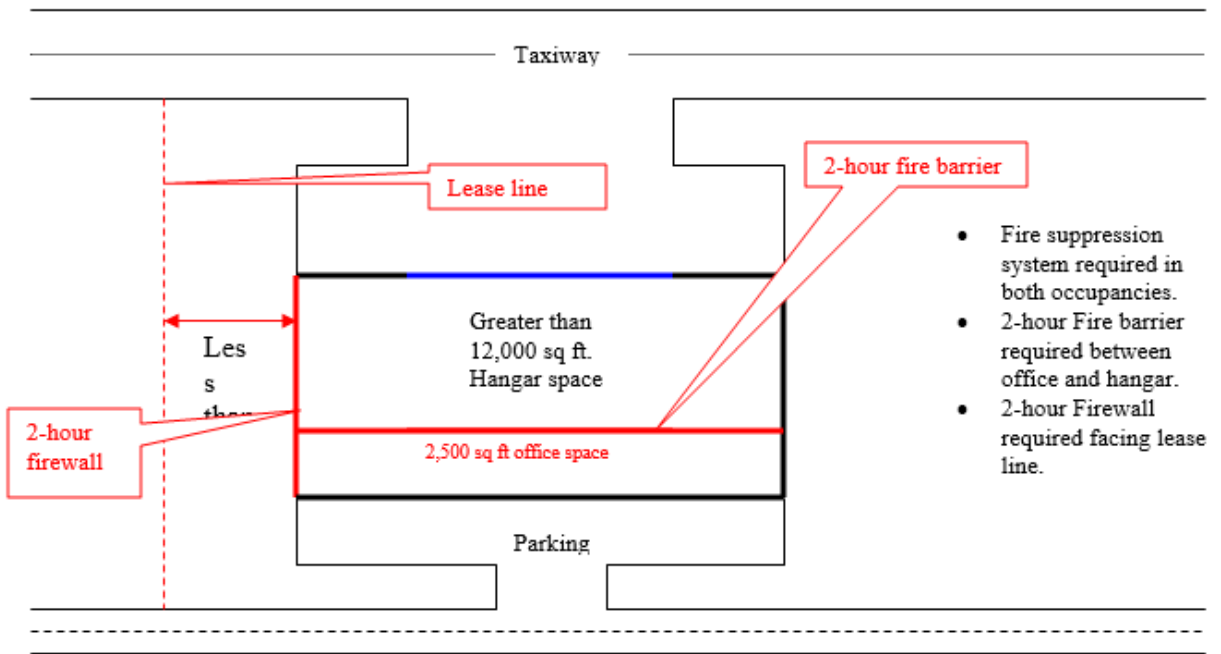 Taxiway
Lease line
2-hour fire barrier
Greater than
12,000 sq ft.
Hangar space
Les
s
than
2-hour
firewall
2,500 sq ft office space
Parking
● Fire suppression
system required in
both occupancies.
● 2-hour Fire barrier
required between
office and hangar.
● 2-hour Firewall
required facing lease
line.